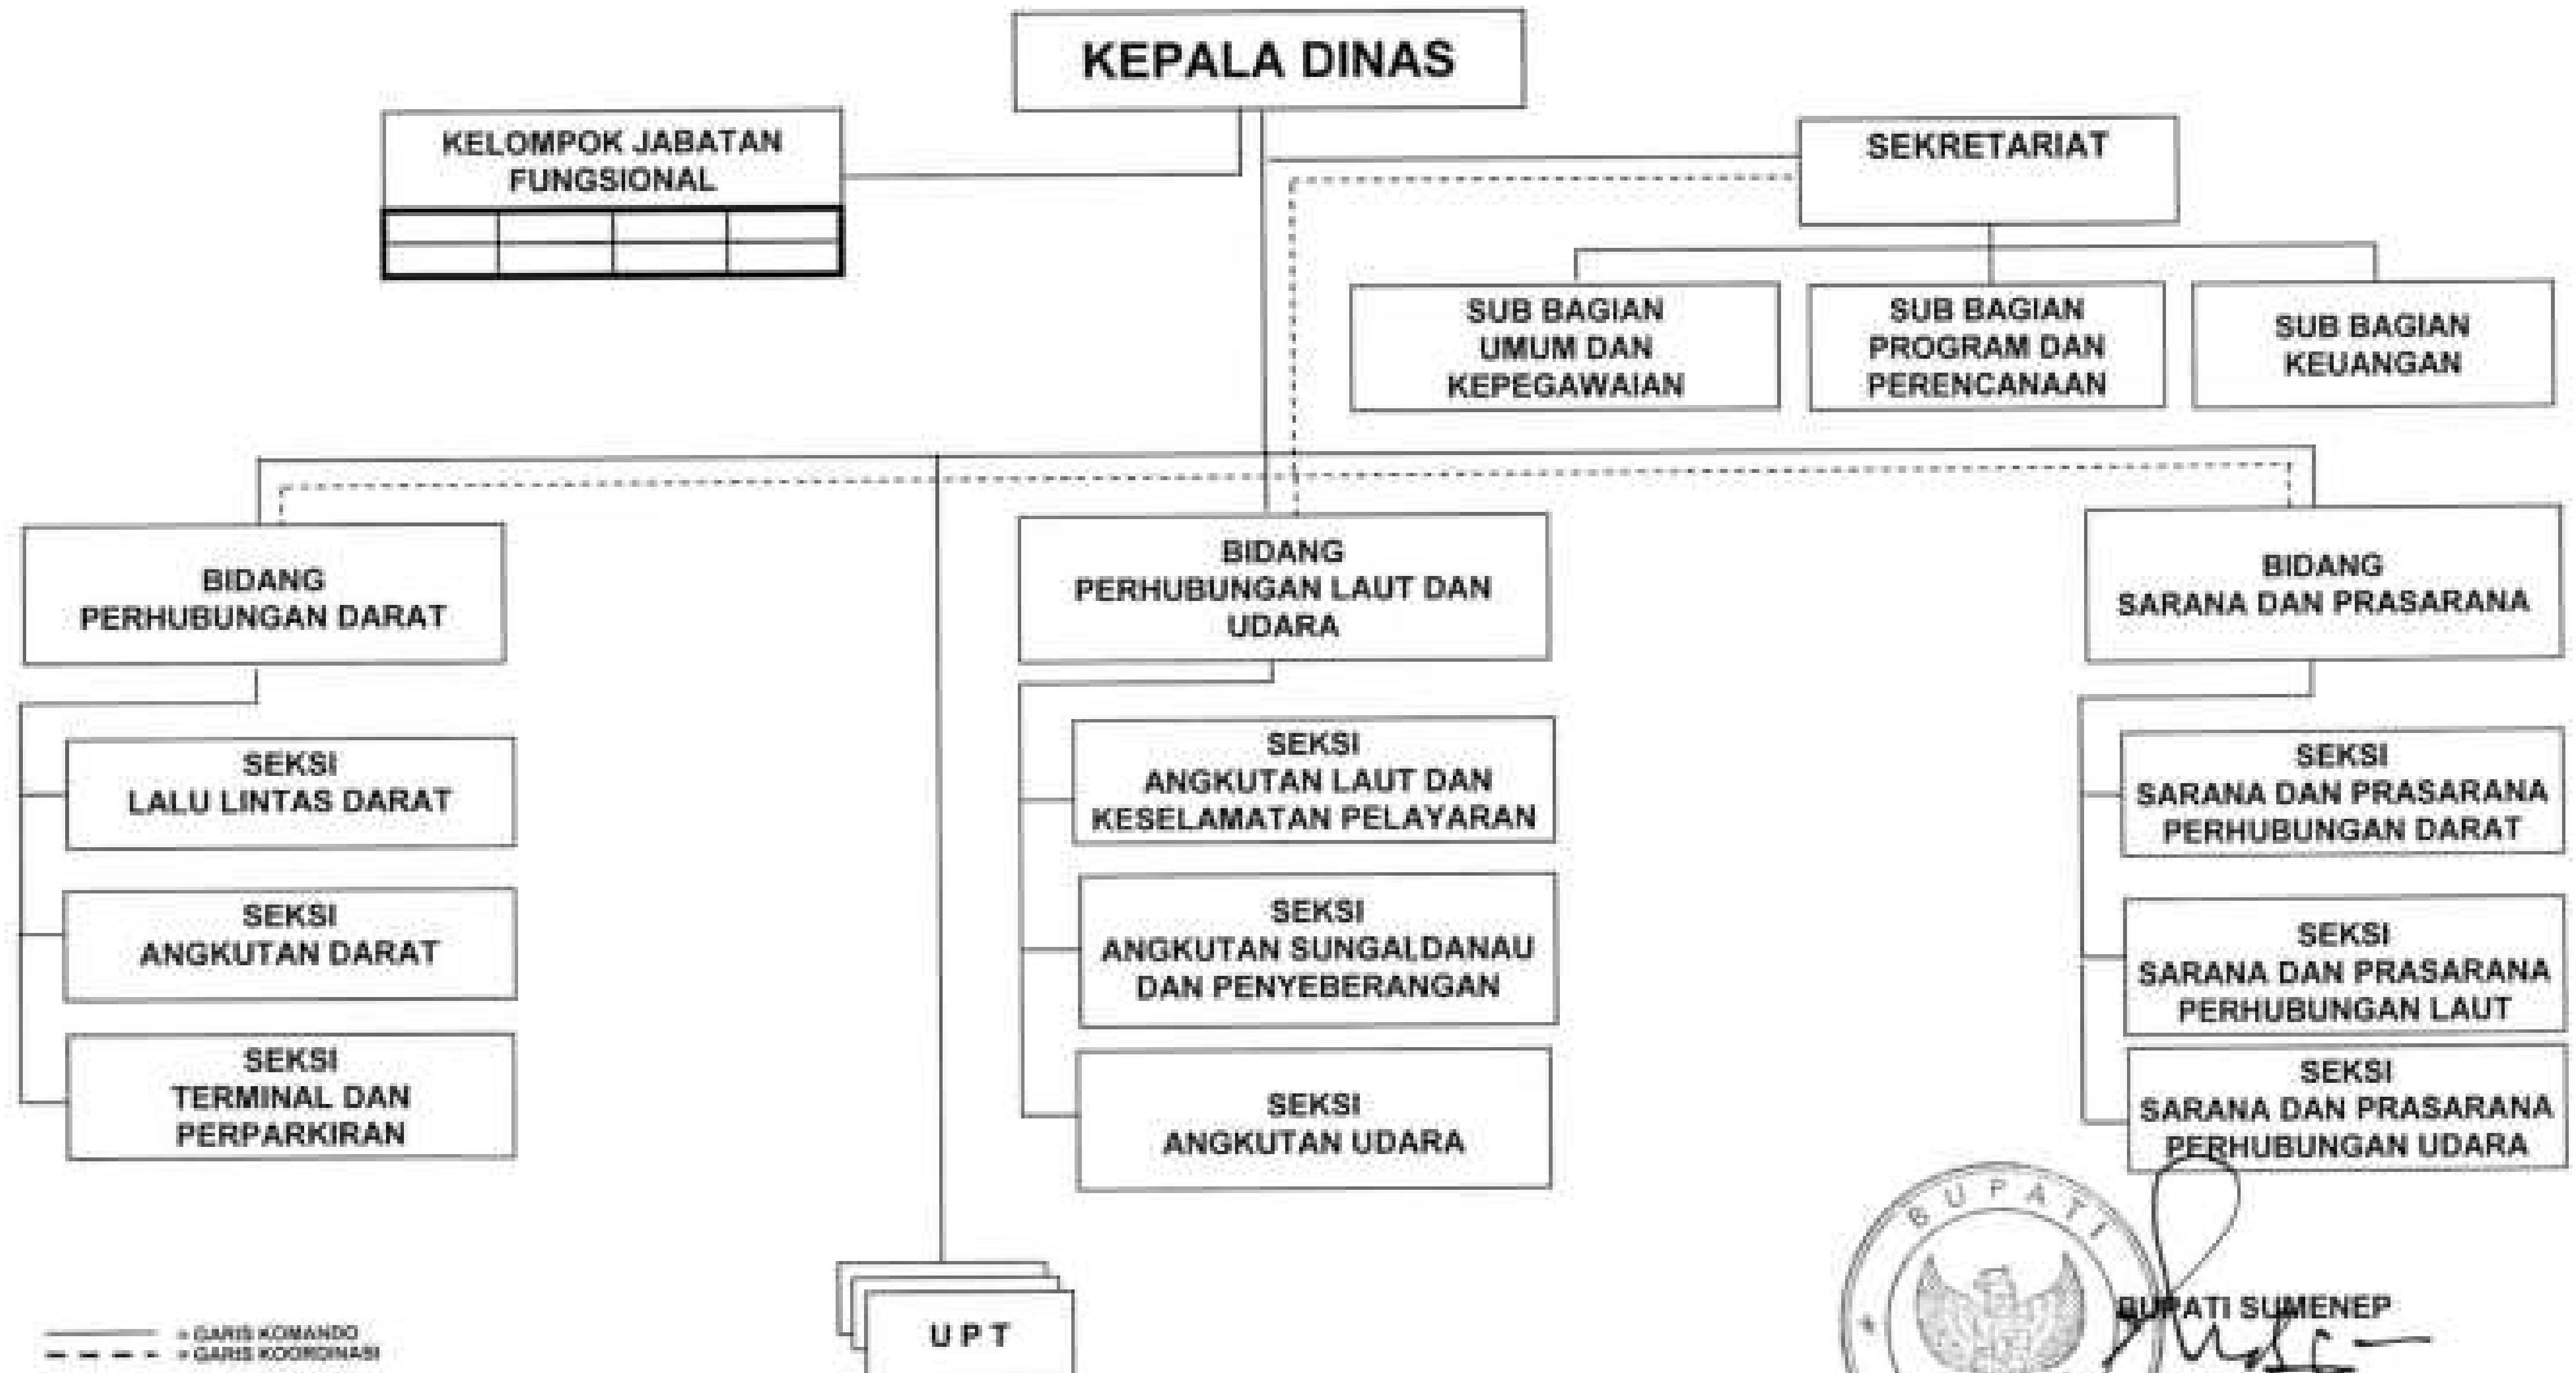 KEPALA DINAS
KELOMPOK JABATAN
FUNGSIONAL
SEKRETARIAT
SUB BAGIAN
UMUM DAN
KEPEGAWAIAN
SUB BAGIAN
PROGRAM DAN
PERENCANAAN
SUB BAGIAN
KEUANGAN
BIDANG
PERHUBUNGAN DARAT
BIDANG
PERHUBUNGAN LAUT DAN
UDARA
BIDANG
SARANA DAN PRASARANA
SEKSI
LALU LINTAS DARAT
SEKSI
ANGKUTAN DARAT
SEKSI
TERMINAL DAN
PERPARKIRAN
SEKSI
ANGKUTAN LAUT DAN
KESELAMATAN PELAYARAN
SEKSI
ANGKUTAN SUNGALDANAU
DAN PENYEBERANGAN
SEKSI
ANGKUTAN UDARA
SEKSI
SARANA DAN PRASARANA
PERHUBUNGAN DARAT
SEKSI
SARANA DAN PRASARANA
PERHUBUNGAN LAUT
SEKSI
SARANA DAN PRASARANA
PERHUBUNGAN UDARA
U P T
= GARIS KOMANDO
= GARIS KOORDINASI
BUPATI
BUPATI SUMENEP